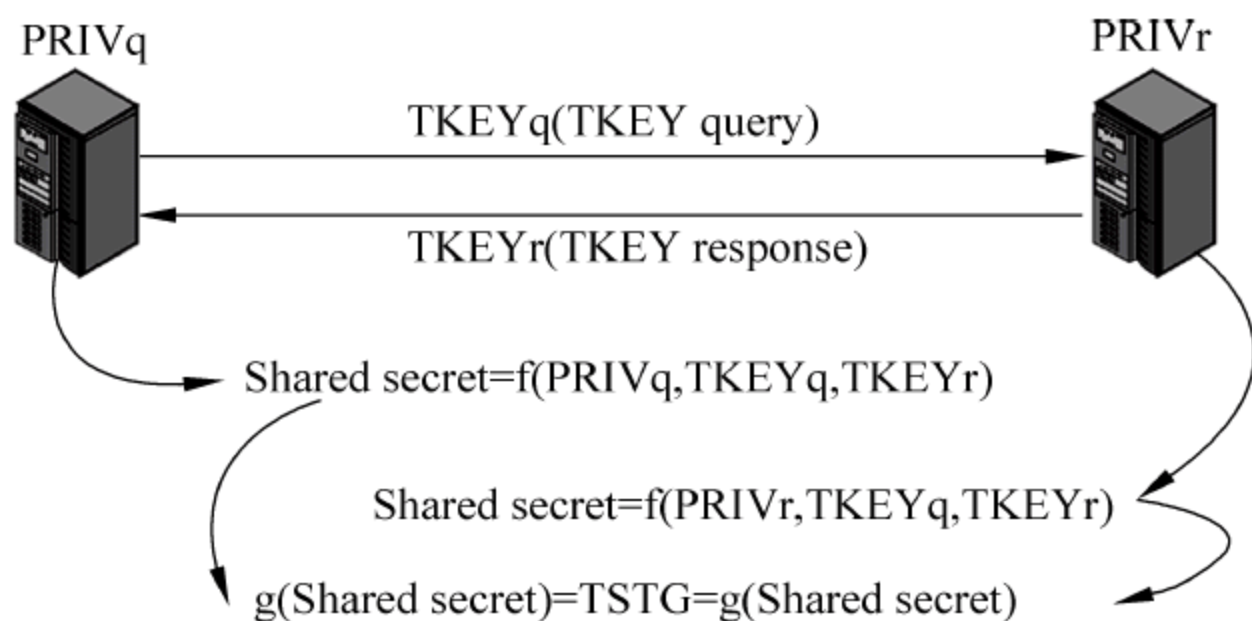 PRIVq
PRIVr
TKEYq(TKEY query)
TKEYr(TKEY response)
Shared secret=f(PRIVq,TKEYq,TKEYr)
Shared secret=f(PRIVr,TKEYq,TKEYr)
g(Shared secret)=TSTG=g(Shared secret)